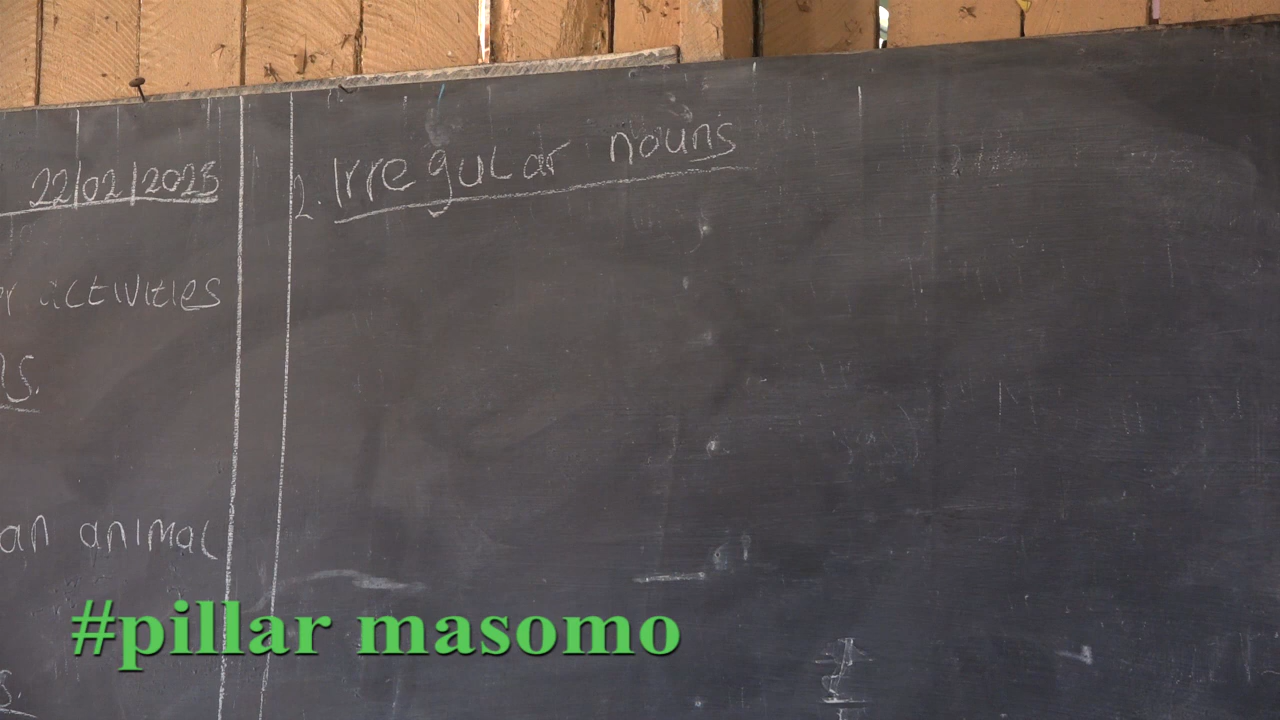 22/02/2023
activities
an animal
2. Irregular nouns
#pillar masomo